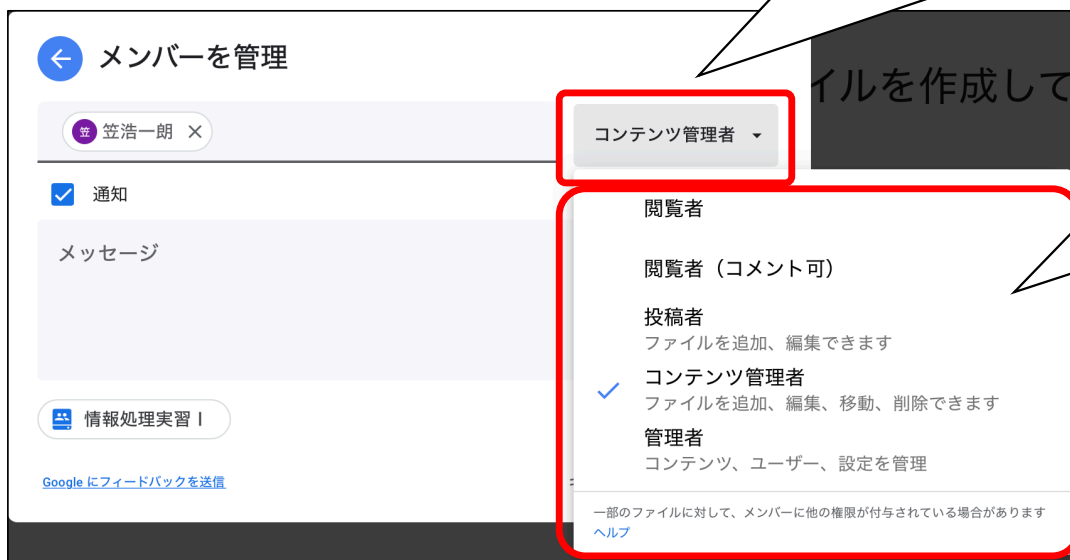 メンバーを管理
イルを作成して
笠 笠浩一朗
コンテンツ管理者
通知
メッセージ
閲覧者
閲覧者（コメント可）
投稿者
ファイルを追加、編集できます
コンテンツ管理者
ファイルを追加、編集、移動、削除できます
管理者
コンテンツ、ユーザー、設定を管理
情報処理実習 I
Google にフィードバックを送信
一部のファイルに対して、メンバーに他の権限が付与されている場合があります
ヘルプ